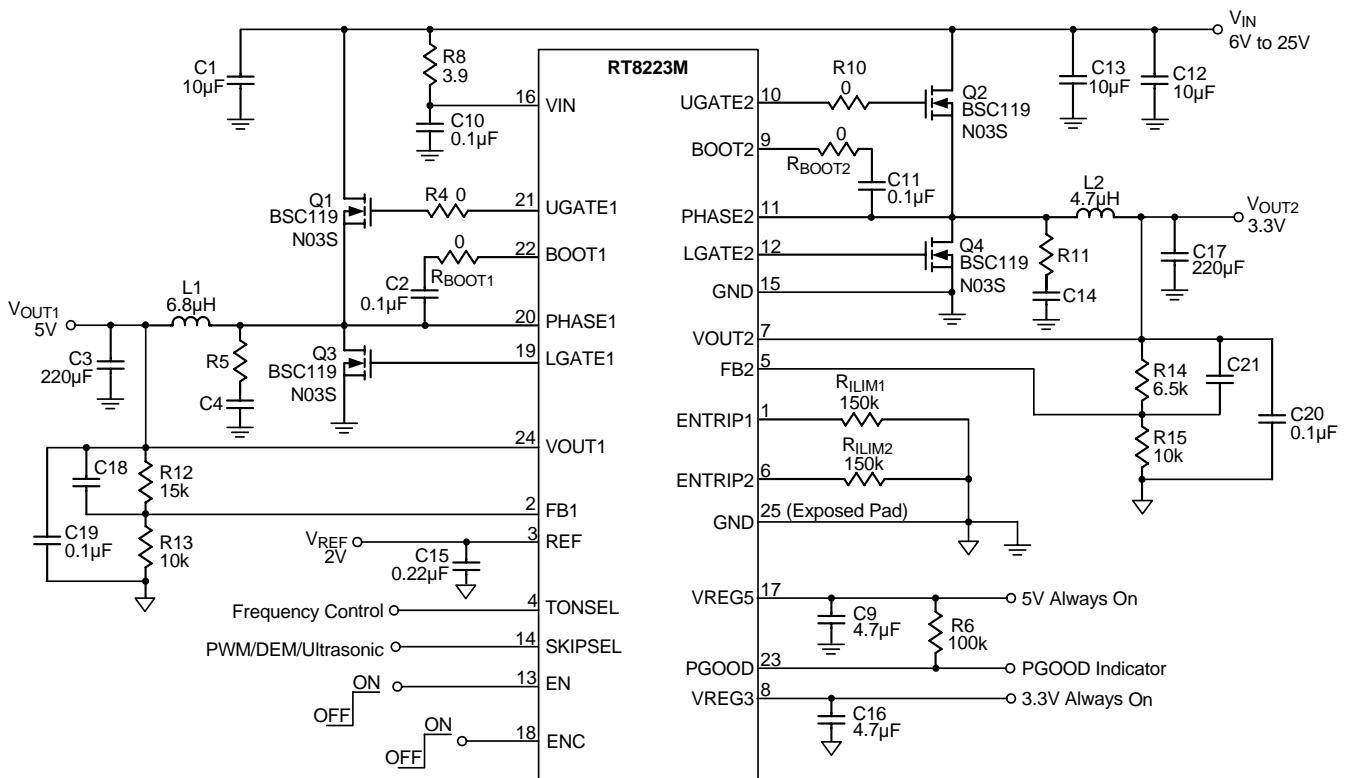 V_IN
6V to 25V
C1
10µF
R8
3.9
RT8223M
R10
0
C13
10µF
C12
10µF
16
VIN
C10
0.1µF
UGATE2
10
Q2
BSC119
N03S
BOOT2
9
0
R_BOOT2
C11
0.1µF
Q1
BSC119
N03S
R4 0
21
UGATE1
PHASE2
11
L2
4.7µH
V_OUT2
3.3V
22
BOOT1
0
R_BOOT1
C2
0.1µF
LGATE2
12
Q4
BSC119
N03S
R11
C14
C17
220µF
GND
15
V_OUT1
5V
L1
6.8µH
20
PHASE1
VOUT2
7
C3
220µF
R5
C4
Q3
BSC119
N03S
19
LGATE1
FB2
5
R14
6.5k
C21
R_ILIM1
150k
ENTRIP1
1
R15
10k
C20
0.1µF
24
VOUT1
C18
R12
15k
R_ILIM2
150k
ENTRIP2
6
2
FB1
GND
25 (Exposed Pad)
C19
0.1µF
R13
10k
V_REF
2V
3
REF
C15
0.22µF
Frequency Control
4
TONSEL
VREG5
17
5V Always On
C9
4.7µF
R6
100k
PWM/DEM/Ultrasonic
14
SKIPSEL
PGOOD
23
PGOOD Indicator
ON
OFF
13
EN
VREG3
8
3.3V Always On
C16
4.7µF
ON
OFF
18
ENC